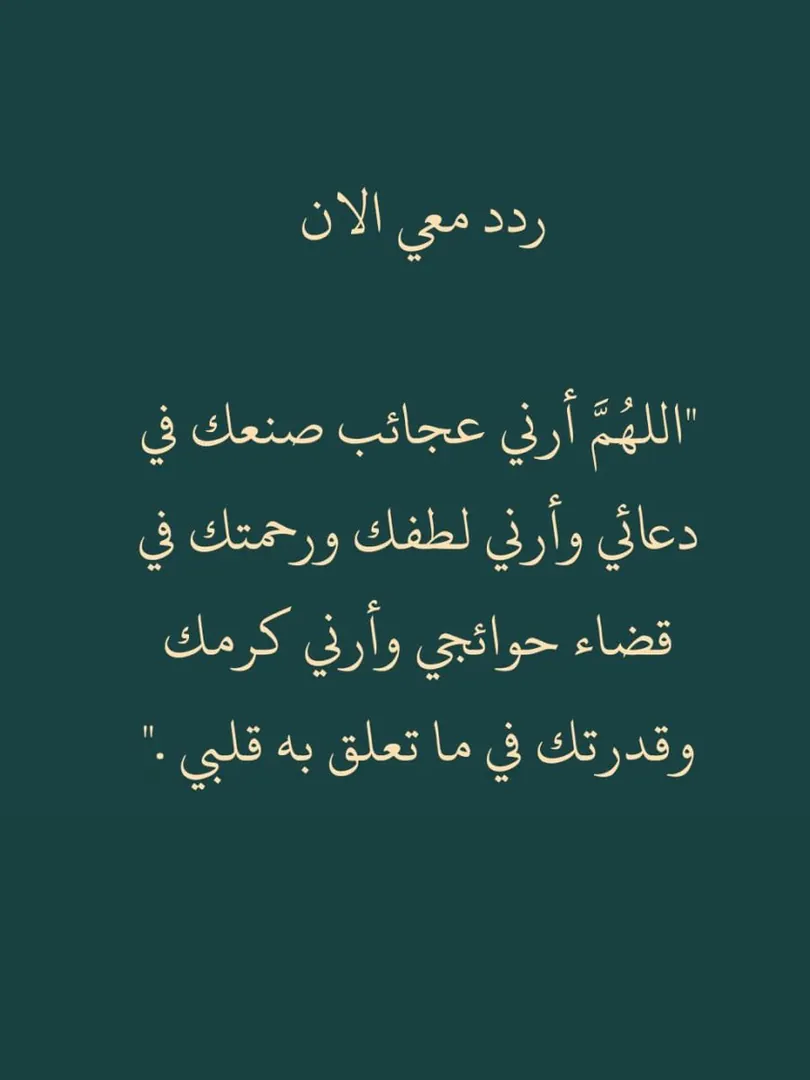 ردد معي الان
"اللهُمَّ أرني عجائب صنعك في
دعائي وأرني لطفك ورحمتك في
قضاء حوائجي وأرني كرمك
وقدرتك في ما تعلق به قلبي ."